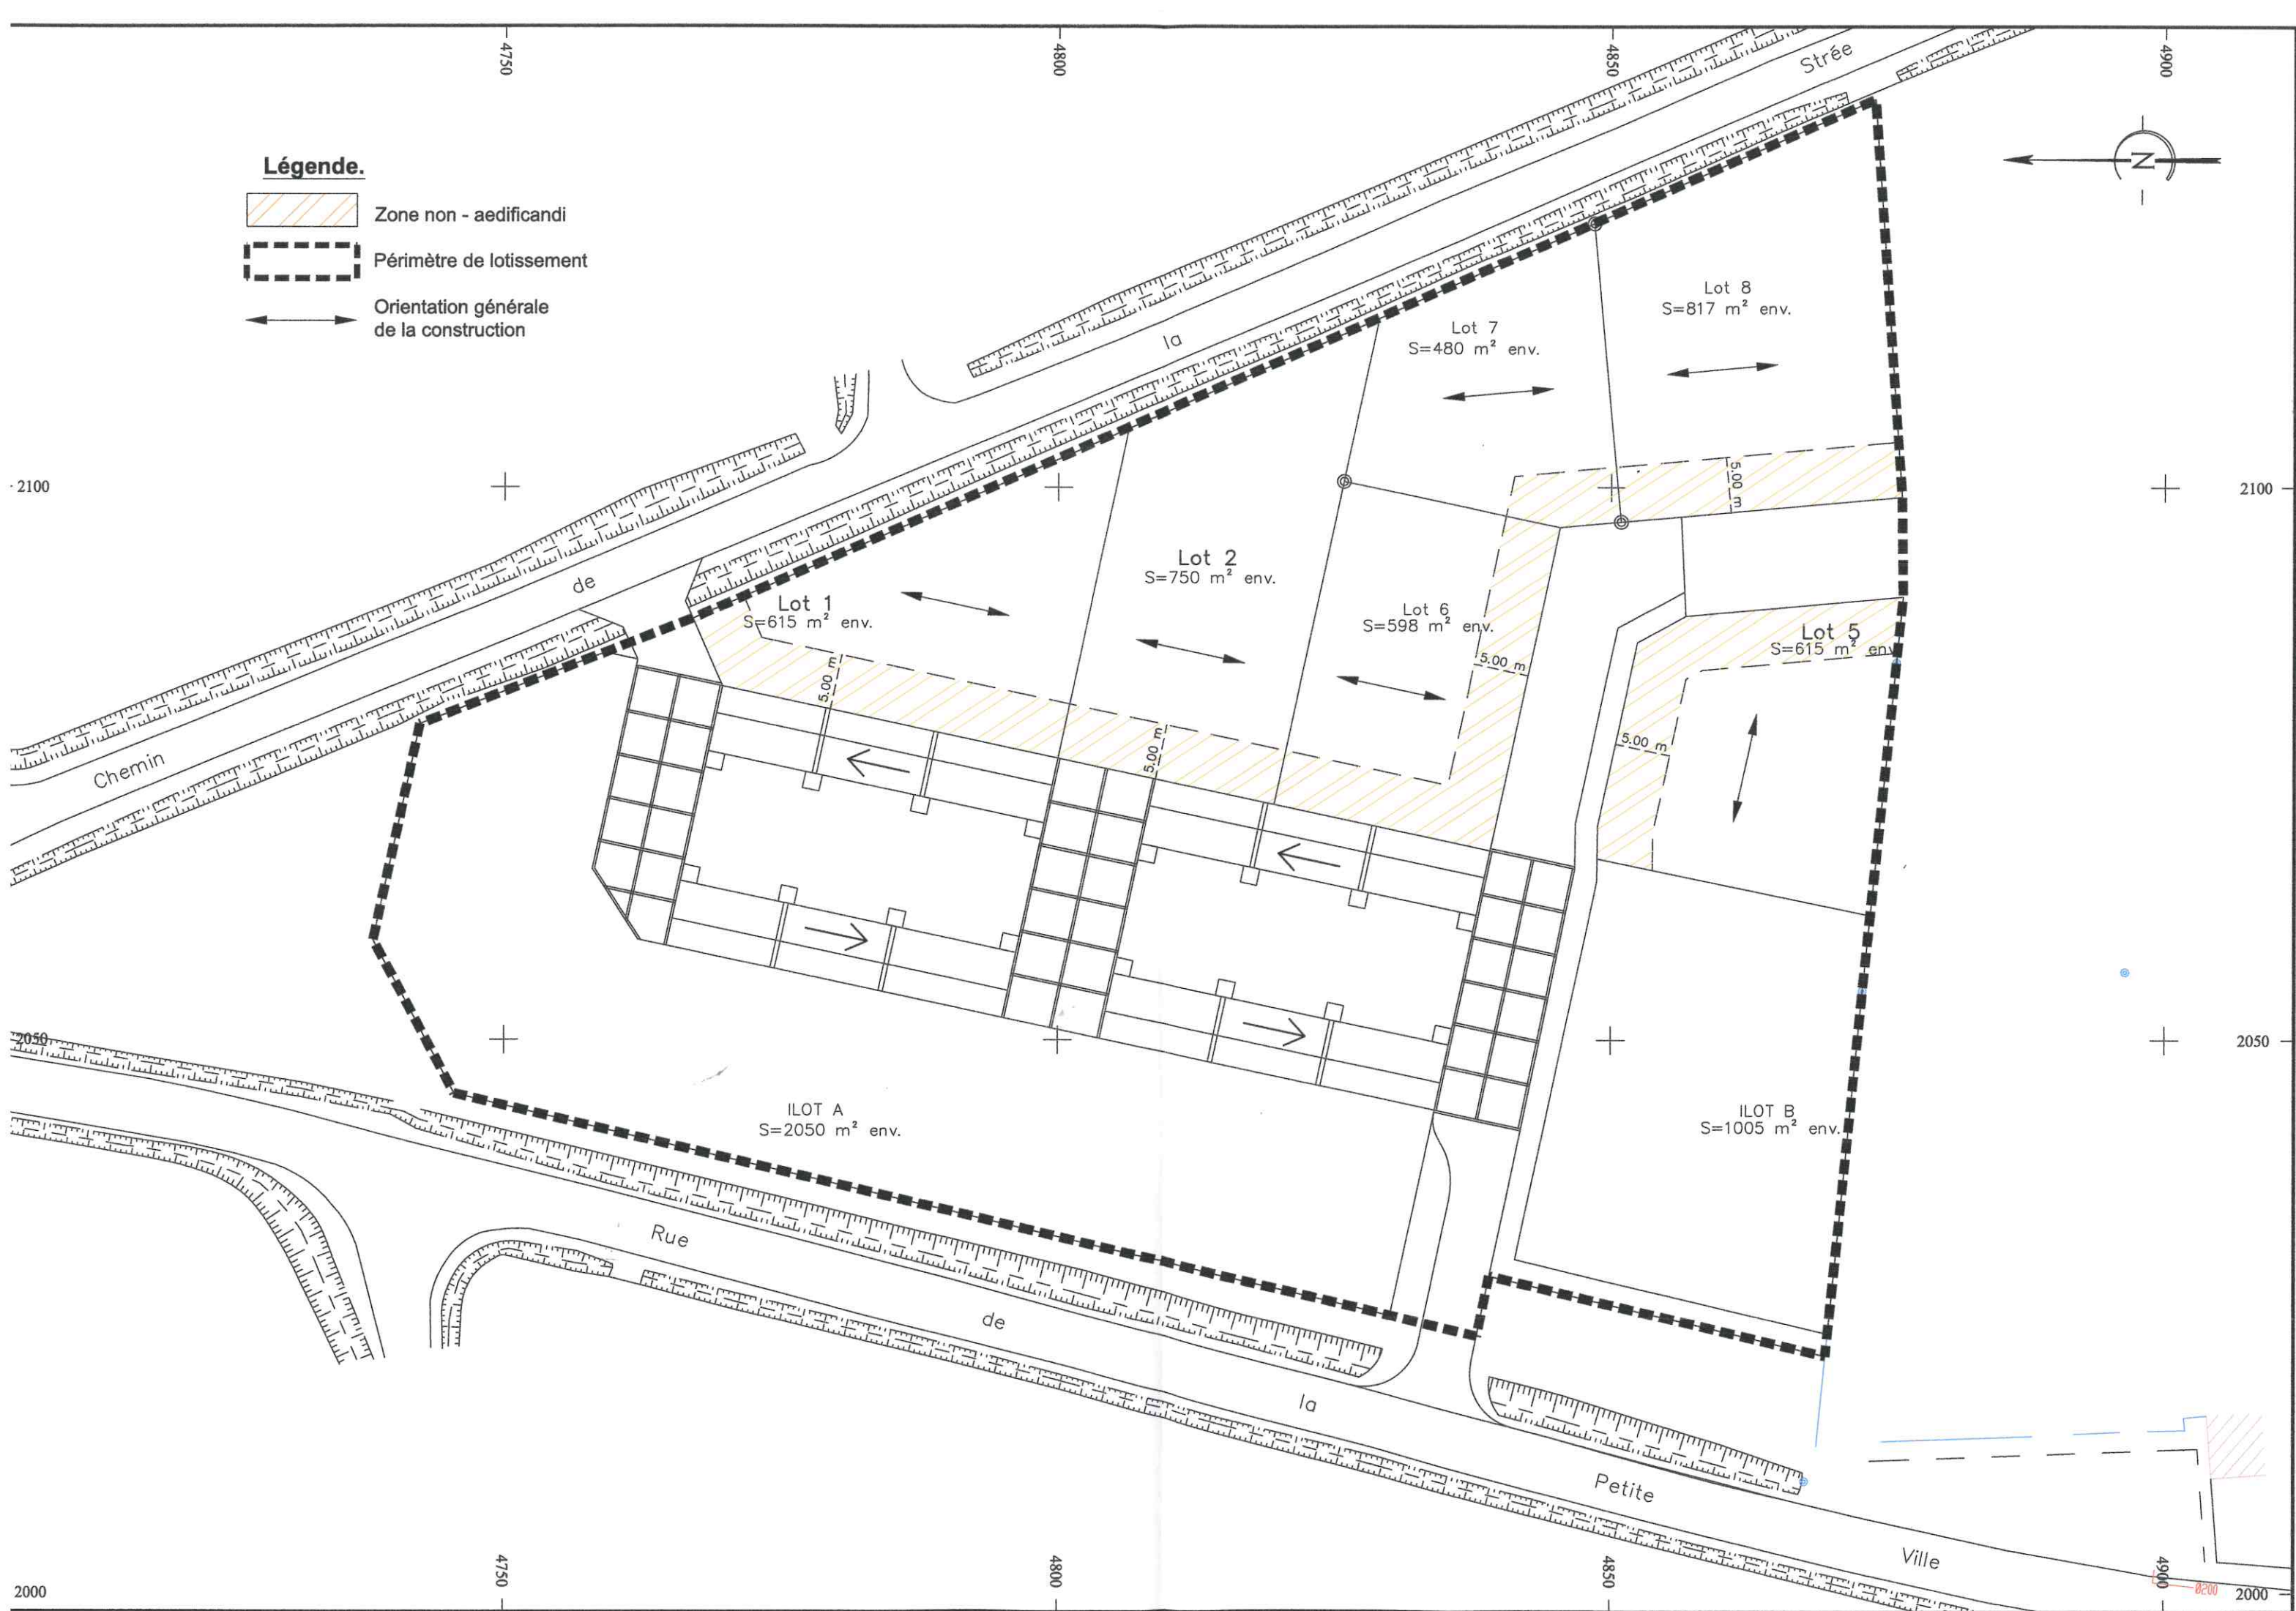 4750
4800
4850
4900
Strée
Légende.
Zone non - aedificandi
Périmètre de lotissement
Orientation générale
de la construction
N
Lot 8
S=817 m² env.
Lot 7
S=480 m² env.
la
2100
2100
5.00 m
Lot 2
S=750 m² env.
de
Lot 1
S=615 m² env.
Lot 6
S=598 m² env.
Lot 5
S=615 m² env
5.00 m
5.00 m
5.00 m
5.00 m
Chemin
2050
2050
ILOT A
S=2050 m² env.
ILOT B
S=1005 m² env.
Rue
de
la
Petite
Ville
4750
4800
4850
4900
2000
2000
0200